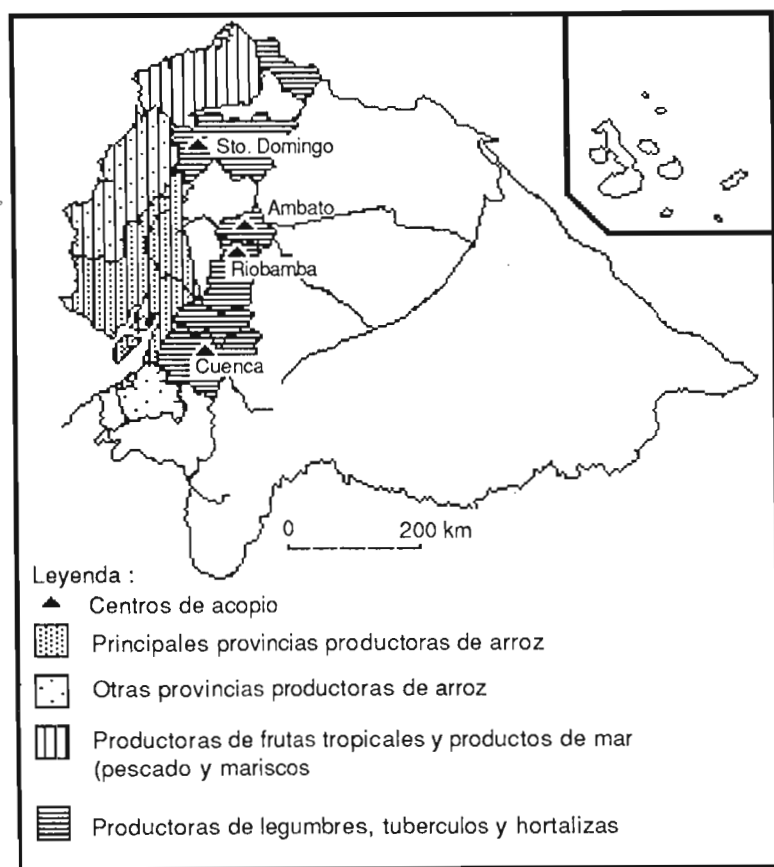 Sto. Domingo
Ambato
Riobamba
Cuenca
0 200 km
Leyenda :
Centros de acopio
Principales provincias productoras de arroz
Otras provincias productoras de arroz
Productoras de frutas tropicales y productos de mar
(pescado y mariscos
Productoras de legumbres, tuberculos y hortalizas